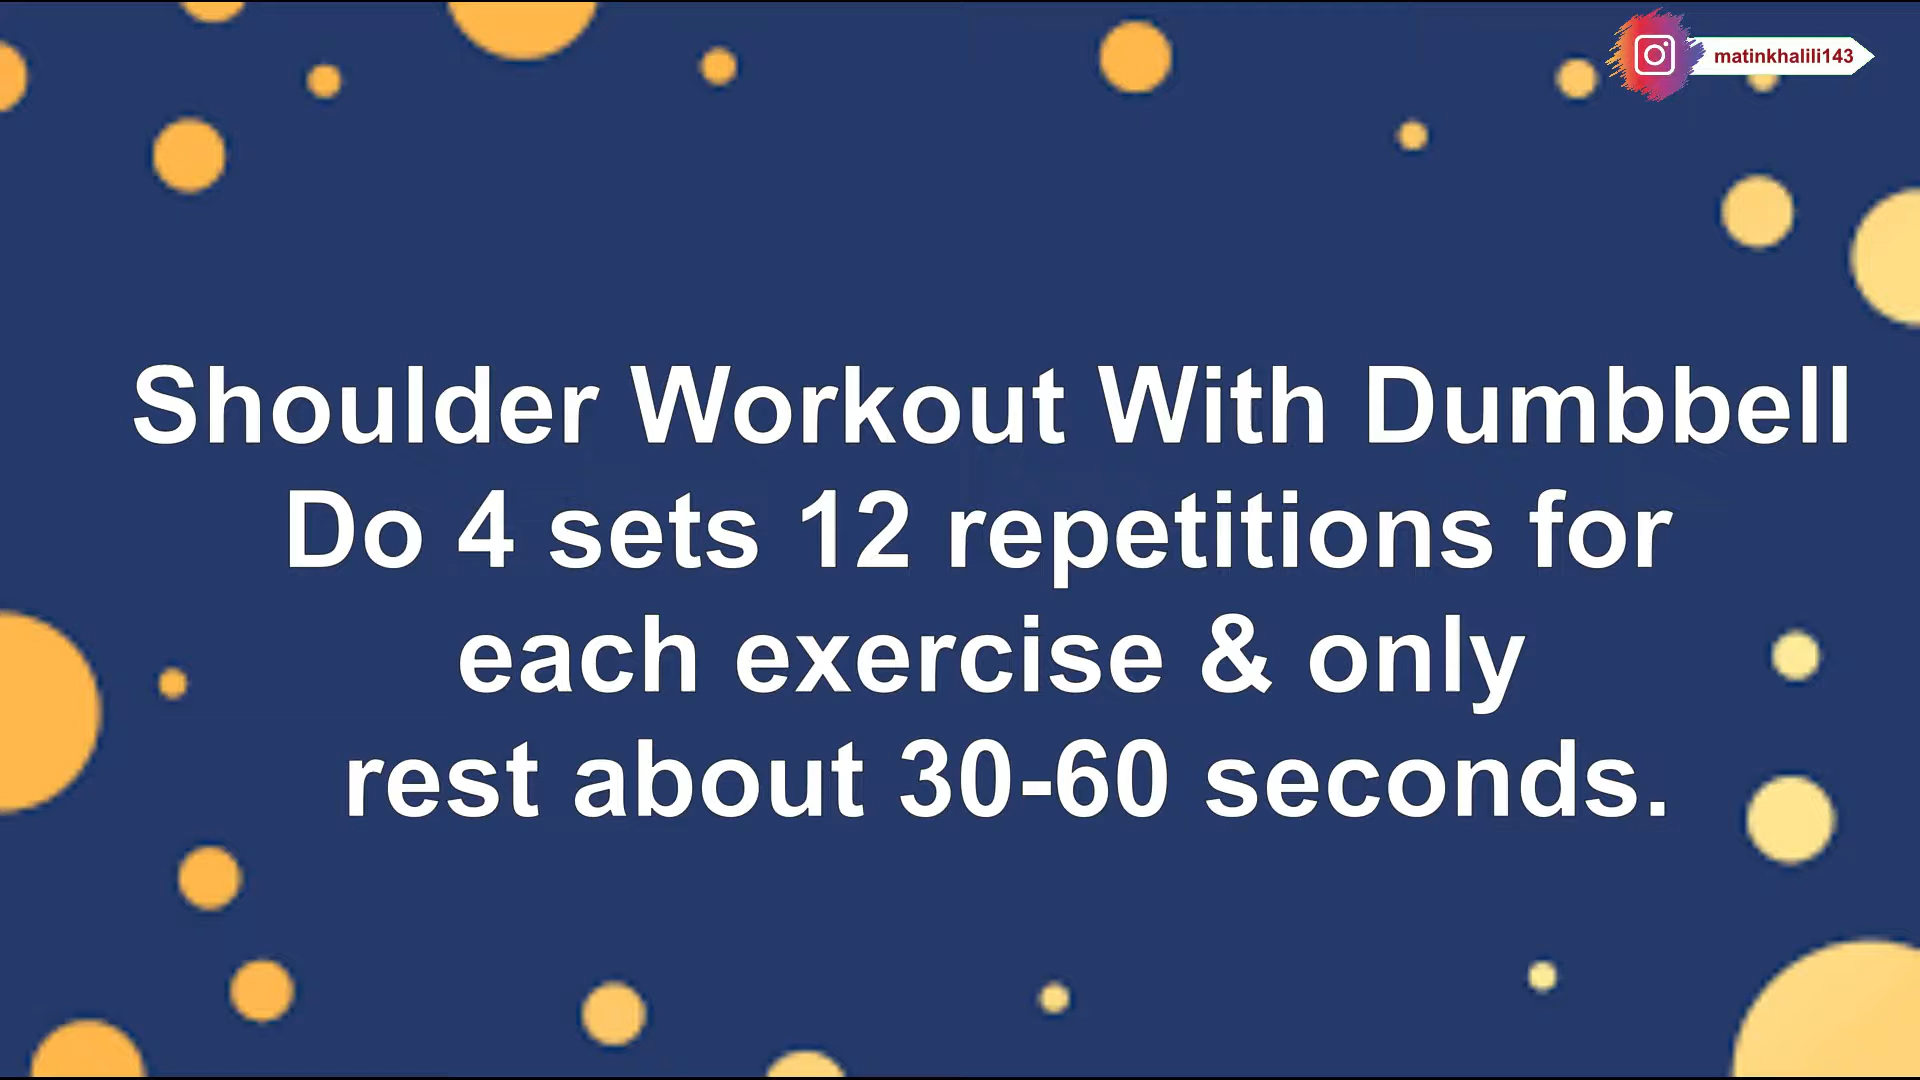 matinkhalili143
Shoulder Workout With Dumbbell
Do 4 sets 12 repetitions for
each exercise & only
rest about 30-60 seconds.